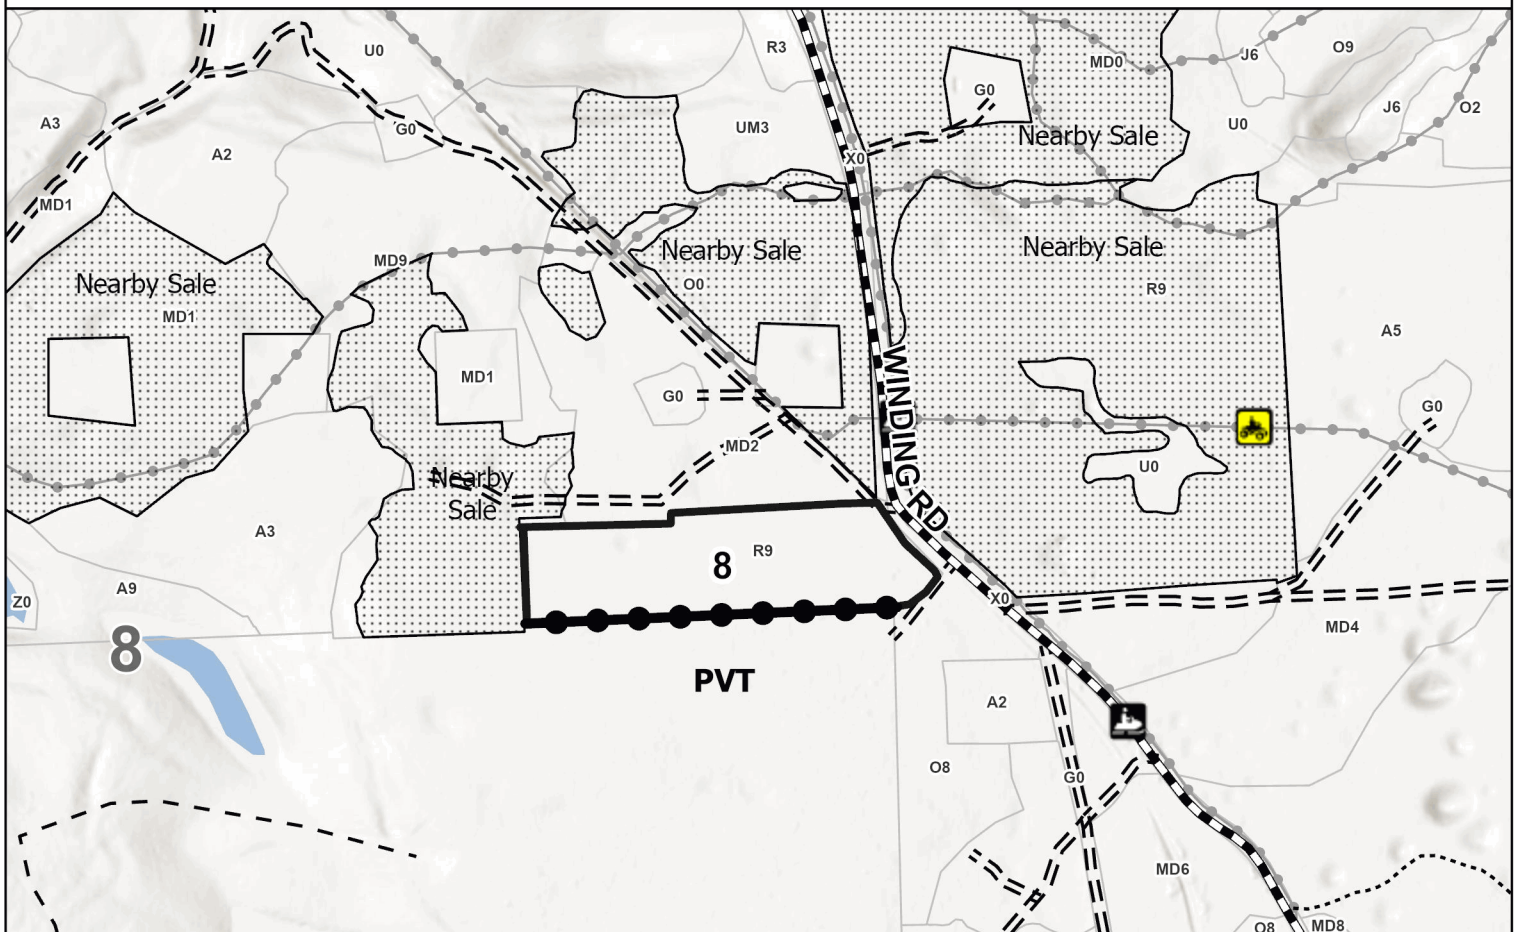 R3
U0
MD0
J6
O9
G0
A3
G0
A2
UM3
Nearby Sale
J6
O2
U0
X0
MD1
Nearby Sale
MD9
Nearby Sale
Nearby Sale
MD1
O0
R9
A5
MD1
G0
G0
MD2
U0
WINDING RD
Nearby
Sale
A3
8
R9
A9
Z0
X0
MD4
8
PVT
A2
O8
G0
MD6
O8
MD8